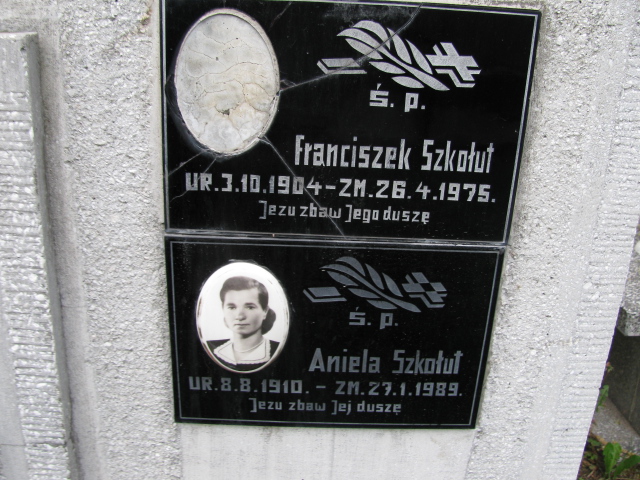 Ś. P.
Franciszek Szkołut
UR.3.10.1904-ZM.26.4.1975.
Jezu zbaw Jego duszę
Ś. P.
Aniela Szkołut
UR.8.8.1910. - ZM.27.1.1989.
Jezu zbaw Jej duszę